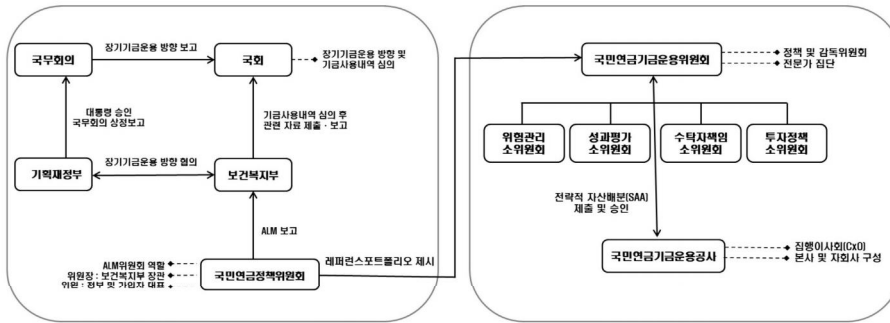 국무회의
장기기금운용 방향 보고
국회
장기기금운용 방향 및
기금사용내역 심의
대통령 승인
국무회의 상정보고
기금사용내역 심의 후
관련 자료 제출 · 보고
기획재정부
장기기금운용 방향 협의
보건복지부
ALM 보고
ALM위원회 역할
위원장 : 보건복지부 장관
위원 : 정부 및 가입자 대표
국민연금정책위원회
레퍼런스포트폴리오 제시
국민연금기금운용위원회
정책 및 감독위원회
전문가 집단
위험관리
소위원회
성과평가
소위원회
수탁자책임
소위원회
투자정책
소위원회
전략적 자산배분(SAA)
제출 및 승인
국민연금기금운용공사
집행이사회(CxO)
본사 및 자회사 구성